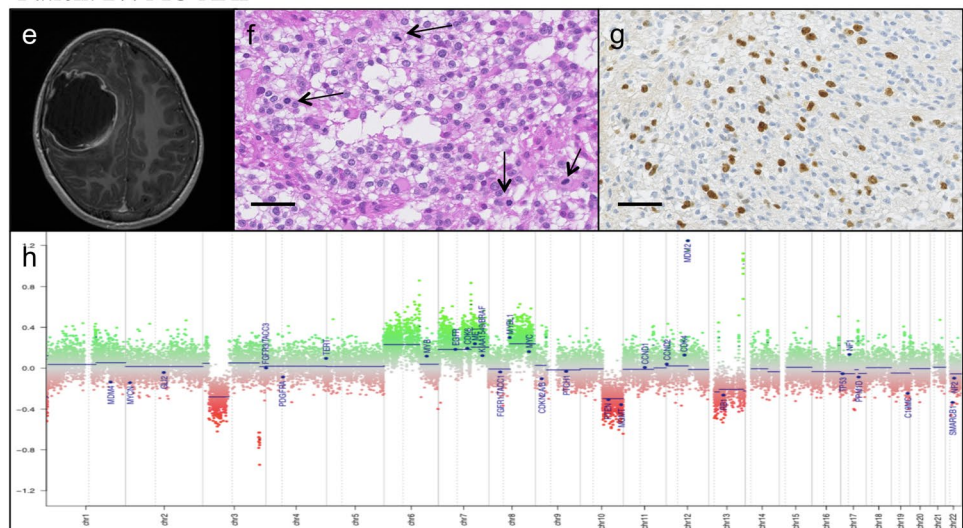 e
f
g
h
1.2
0.8
0.4
0.0
-0.4
-0.8
-1.2
MDM4
MYCN
GLI2
FGFR3/TACC3
PDGFRA
TERT
MYB
EGFR
CDK6
MET
MYBL1
MYC
FGFR1/TACC1
CDKN2A/B
PTCH1
PTEN
MGMT
CCND1
CCND2
CDK4
MDM2
RB1
TP53
NF1
PPM1D
C19MC
SMARCB1
NF2
chr1
chr2
chr3
chr4
chr5
chr6
chr7
chr8
chr9
chr10
chr11
chr12
chr13
chr14
chr15
chr16
chr17
chr18
chr19
chr20
chr21
chr22